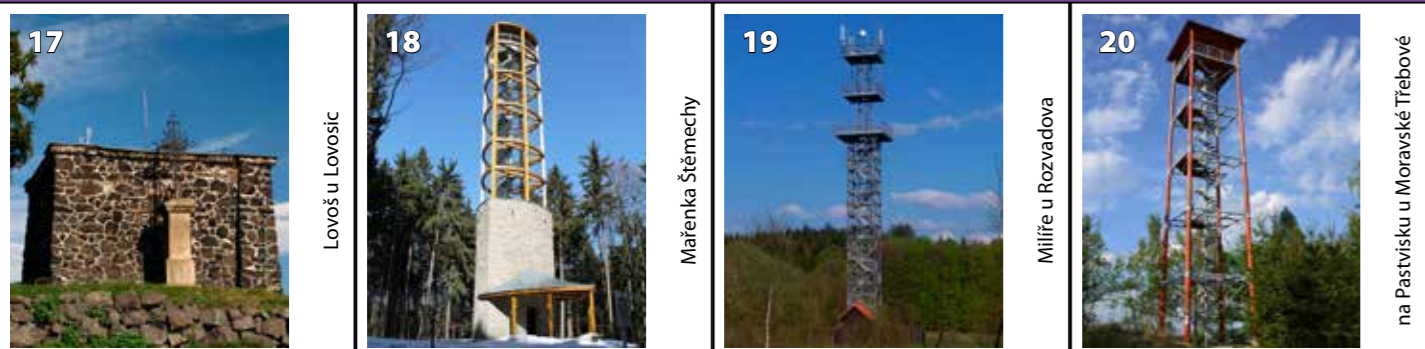 17
Lovoš u Lovosic
18
Mařenka Štěmechy
19
Milíře u Rozvadova
20
na Pastvisku u Moravské Třebové